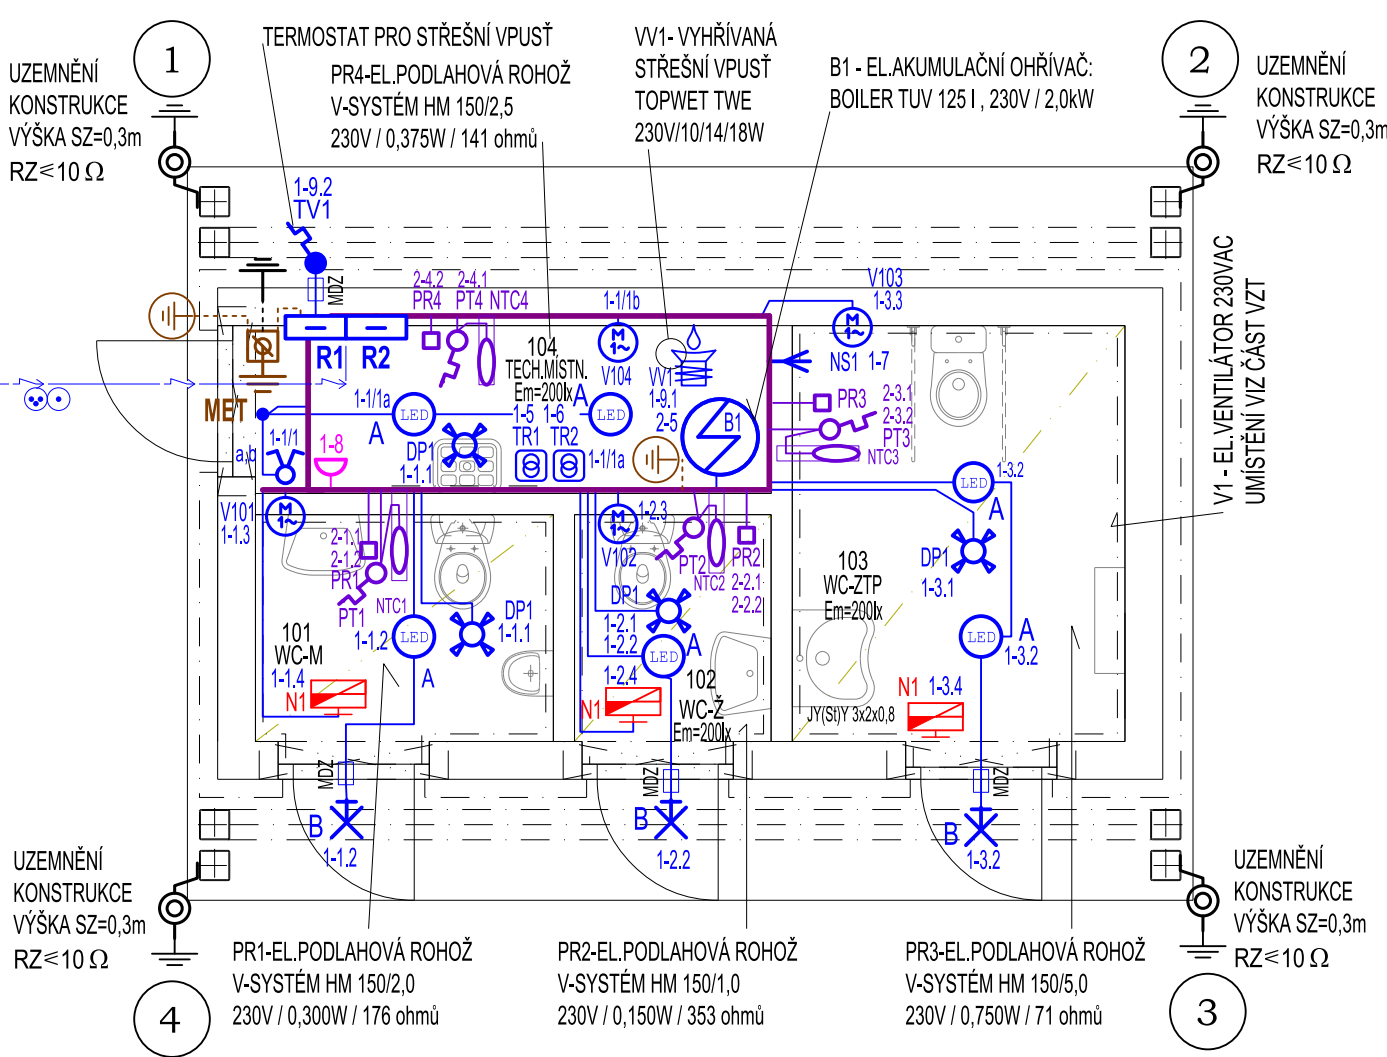 1
UZEMNĚNÍ
KONSTRUKCE
VÝŠKA SZ=0,3m
RZ≤10 Ω
TERMOSTAT PRO STŘEŠNÍ VPUSŤ
PR4-EL.PODLAHOVÁ ROHOŽ
V-SYSTÉM HM 150/2,5
230V / 0,375W / 141 ohmů
VV1- VYHŘÍVANÁ
STŘEŠNÍ VPUSŤ
TOPWET TWE
230V/10/14/18W
B1 - EL.AKUMULAČNÍ OHŘÍVAČ:
BOILER TUV 125 l , 230V / 2,0kW
2
UZEMNĚNÍ
KONSTRUKCE
VÝŠKA SZ=0,3m
RZ≤10 Ω
V1 - EL.VENTILÁTOR 230VAC
UMÍSTĚNÍ VIZ ČÁST VZT
1-9.2
TV1
MDZ
2-4.2
PR4
2-4.1
PT4
NTC4
1-1/1b
V103
1-3.3
M
1~
V104
M
1~
NS1
1-7
R1
R2
104
TECH.MÍSTN.
Em=200lx
VV1
1-9.1
2-5
B1
MET
1-1/1a
LED
A
1-5
TR1
1-6
TR2
A
LED
1-1/1a
DP1
1-1.1
1-1/1
a,b
1-8
PR3
2-3.1
2-3.2
PT3
NTC3
1-3.2
LED
A
V101
1-1.3
M
1~
2-1.1
2-1.2
PR1
PT1
NTC1
M
1~
1-2.3
V102
PT2
NTC2
PR2
2-2.1
2-2.2
103
WC-ZTP
Em=200lx
DP1
1-3.1
101
WC-M
1-1.4
N1
1-1.2
LED
A
DP1
1-1.1
DP1
1-2.1
1-2.2
LED
A
1-2.4
N1
102
WC-Ž
Em=200lx
JY(St)Y 3x2x0,8
N1
1-3.4
LED
A
1-3.2
MDZ
MDZ
MDZ
B
1-1.2
B
1-2.2
B
1-3.2
UZEMNĚNÍ
KONSTRUKCE
VÝŠKA SZ=0,3m
RZ≤10 Ω
4
PR1-EL.PODLAHOVÁ ROHOŽ
V-SYSTÉM HM 150/2,0
230V / 0,300W / 176 ohmů
PR2-EL.PODLAHOVÁ ROHOŽ
V-SYSTÉM HM 150/1,0
230V / 0,150W / 353 ohmů
PR3-EL.PODLAHOVÁ ROHOŽ
V-SYSTÉM HM 150/5,0
230V / 0,750W / 71 ohmů
UZEMNĚNÍ
KONSTRUKCE
VÝŠKA SZ=0,3m
RZ≤10 Ω
3